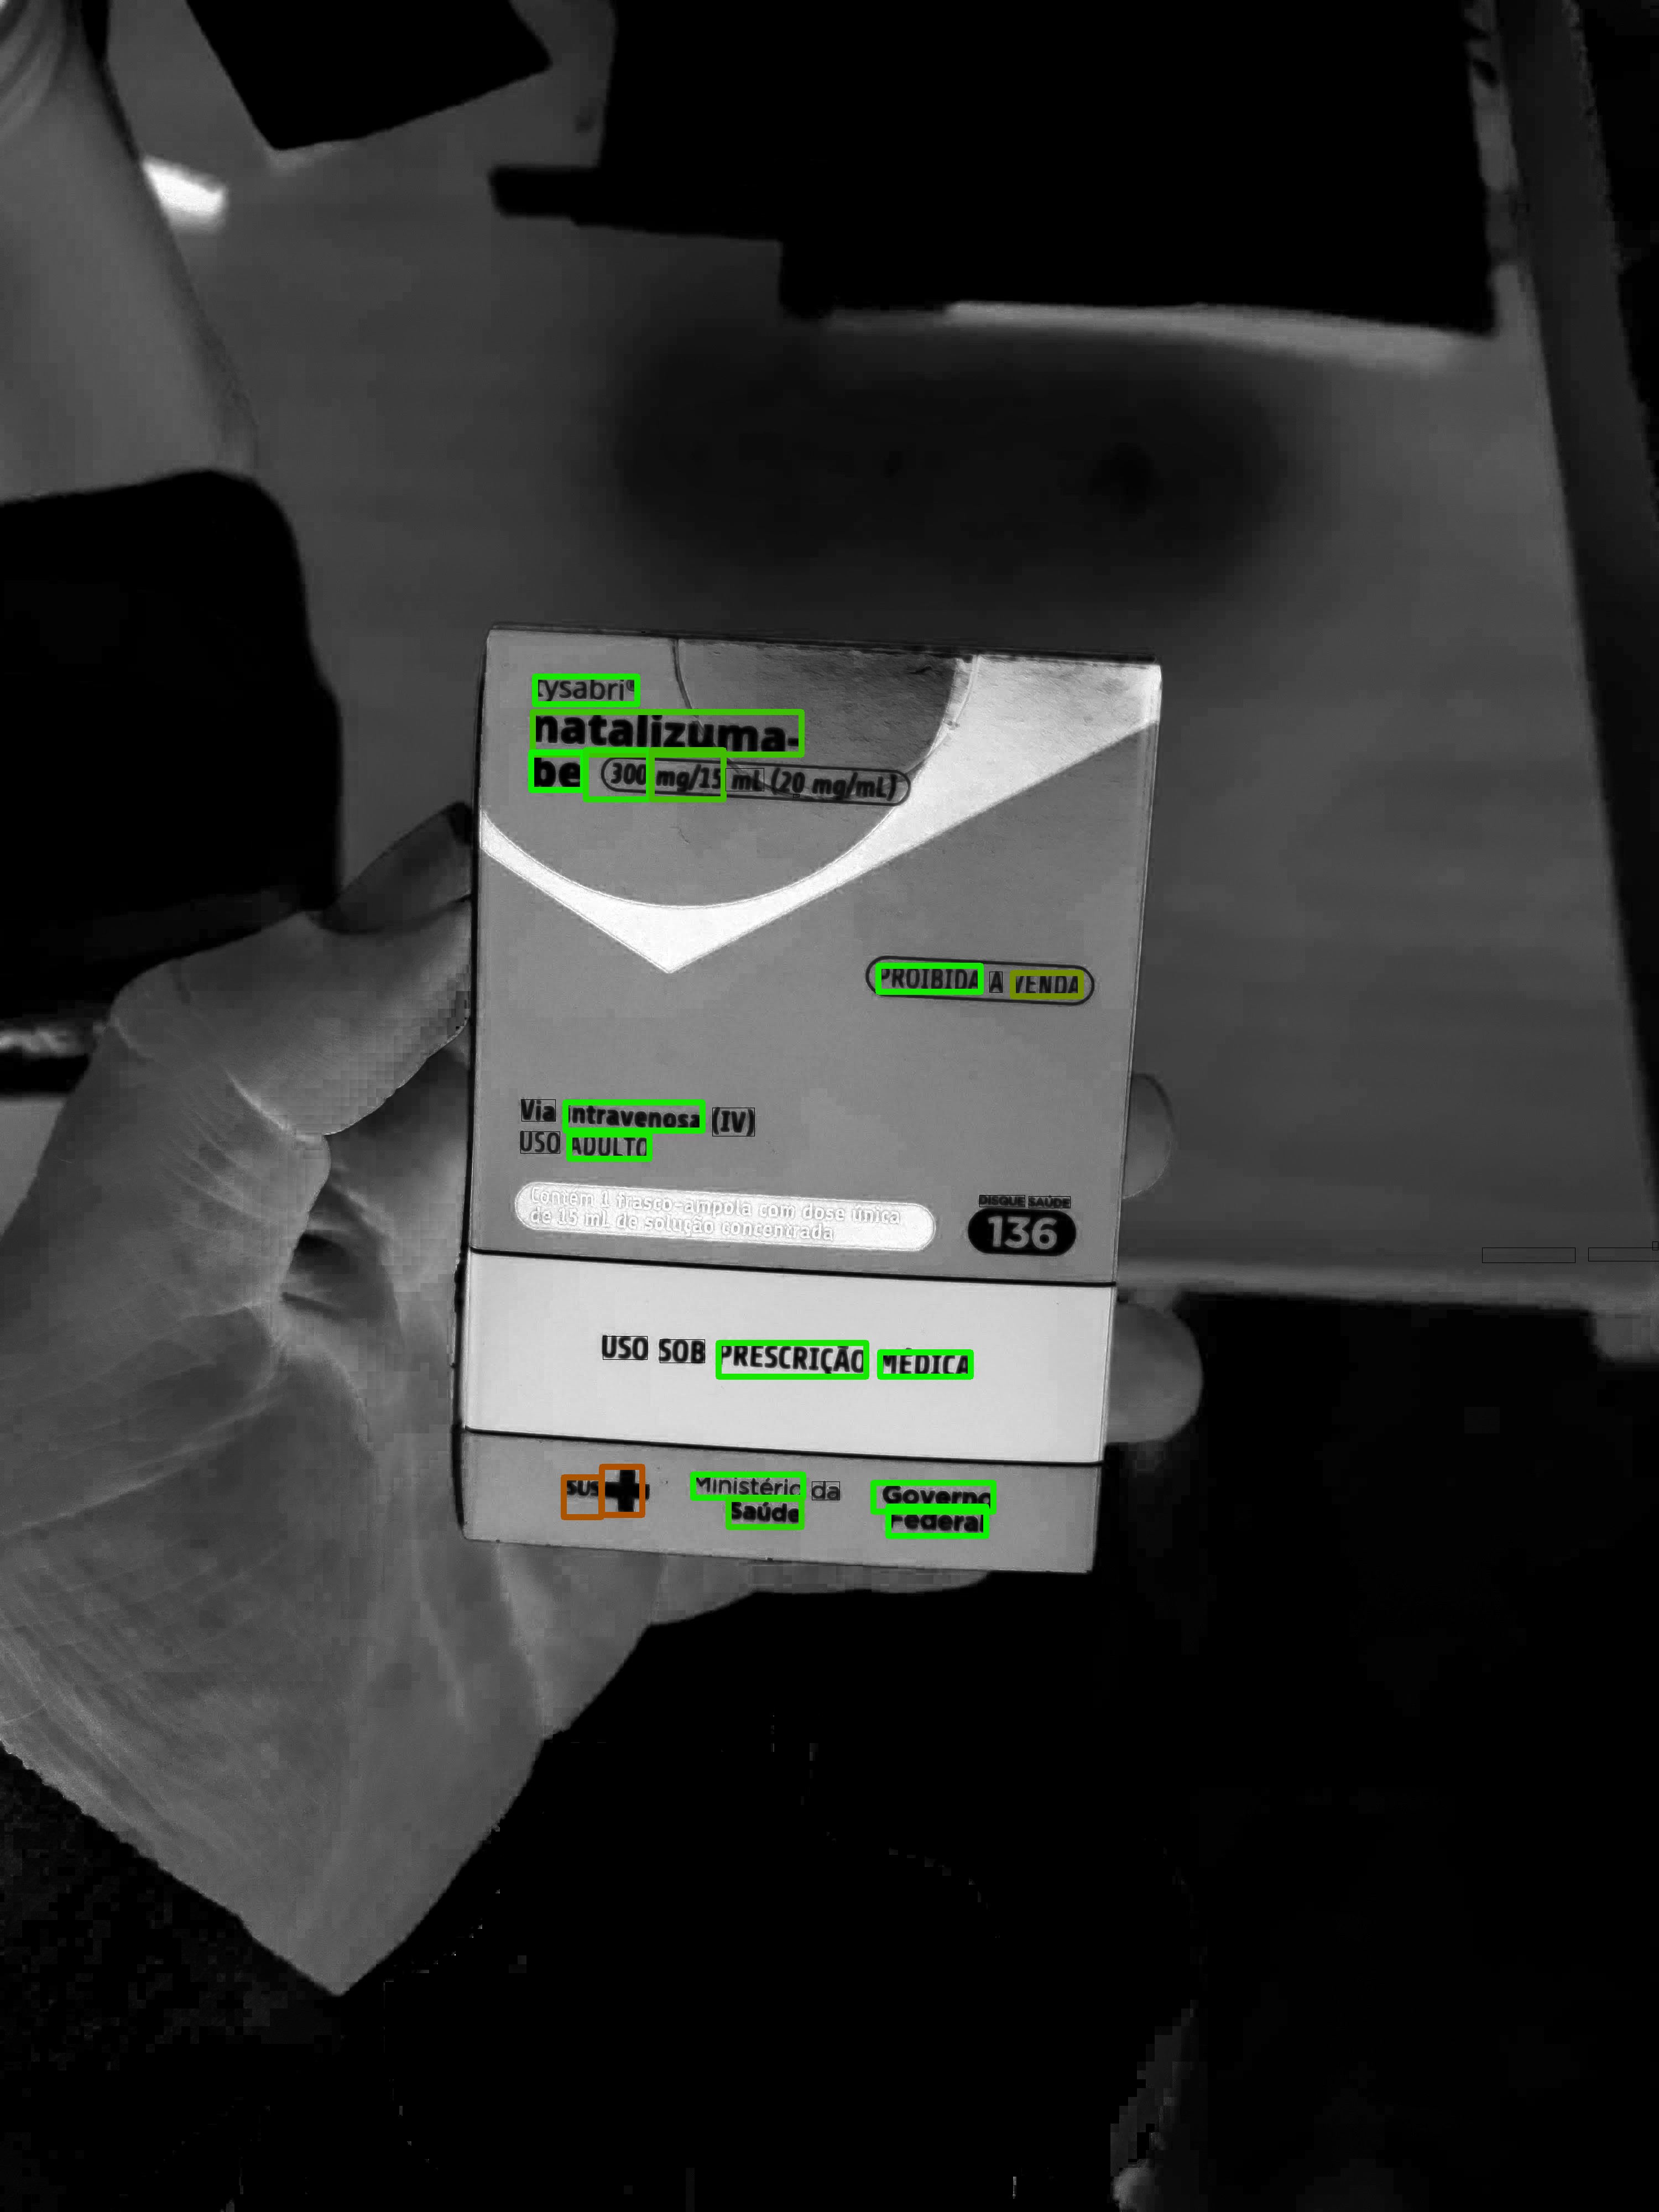 tysabri®
natalizuma-
be 300 mg/15 mL (20 mg/mL)
PROIBIDA A VENDA
Via intravenosa (IV)
USO ADULTO
Contém 1 frasco-ampola com dose única
de 15 mL de solução concentrada
DISQUE SAÚDE
136
USO SOB PRESCRIÇÃO MÉDICA
SUS
Ministério da
Saúde
Governo
Federal